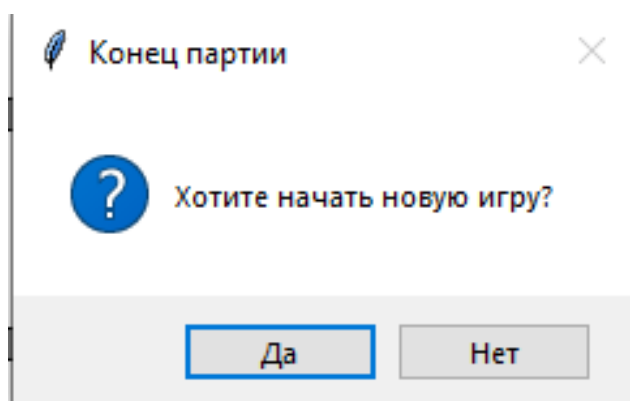 Конец партии
Хотите начать новую игру?
Да
Нет